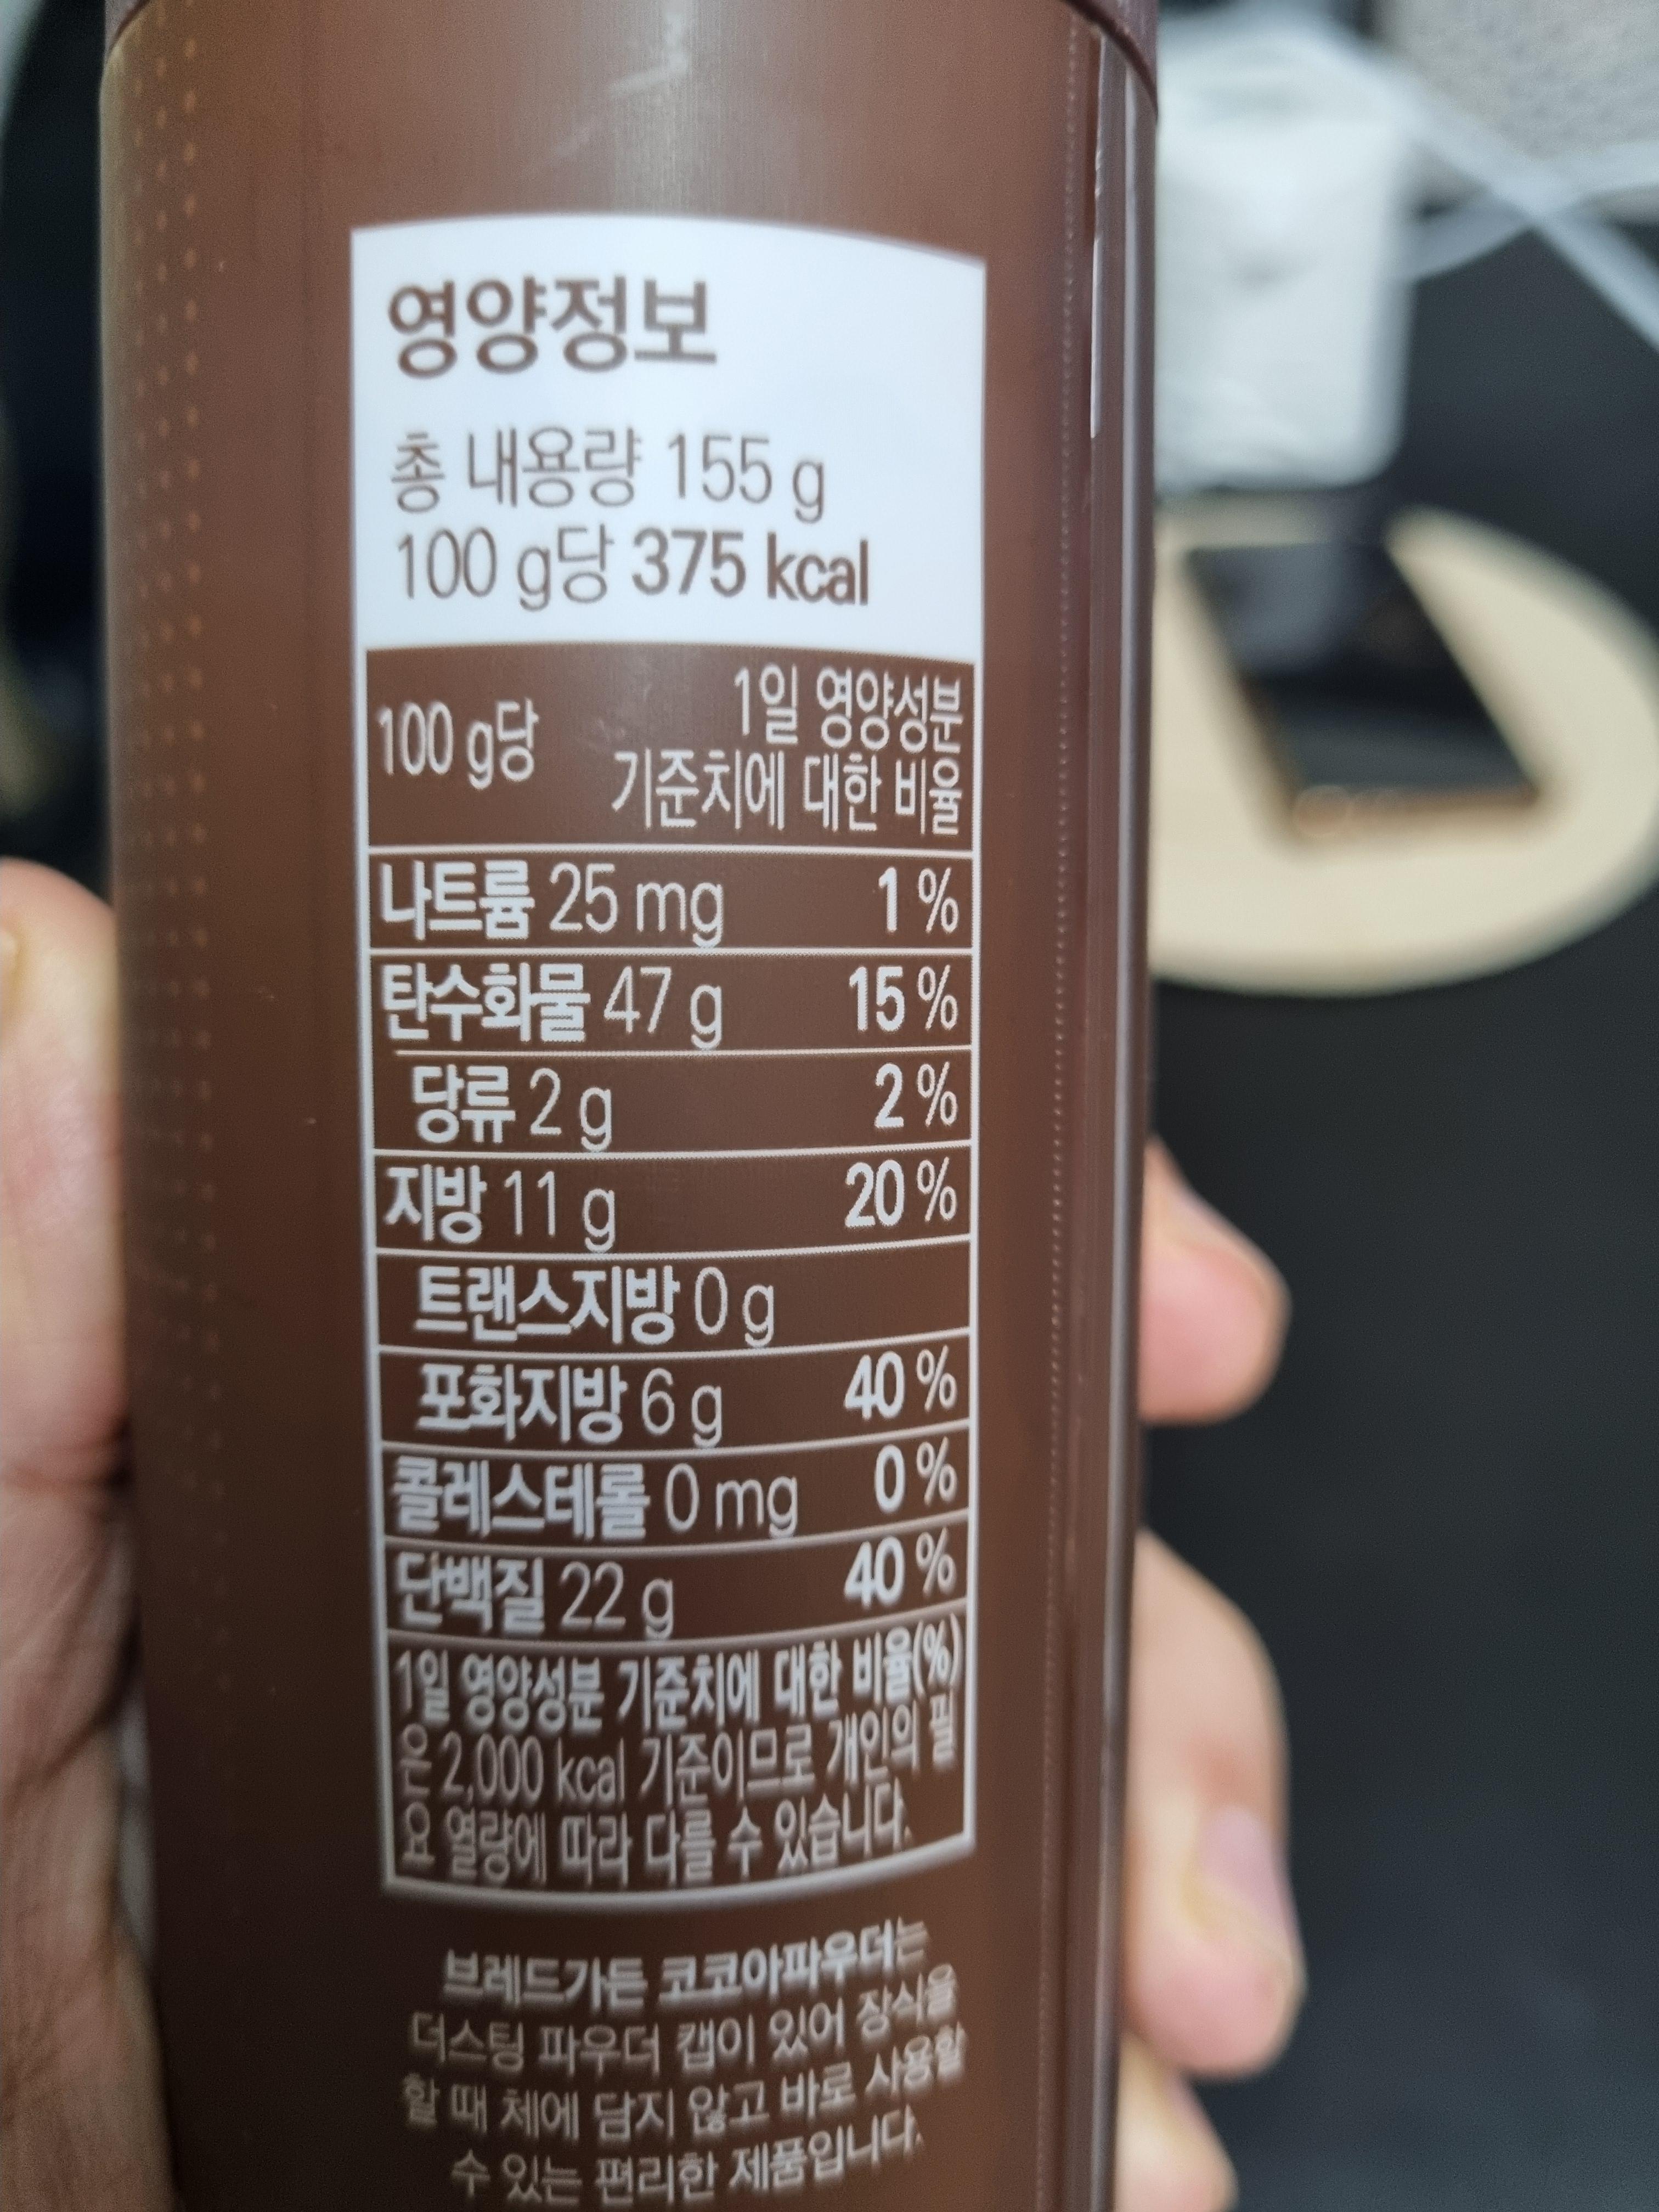 영양정보
총 내용량 155 g
100 g당 375 kcal
100 g당
1일 영양성분
기준치에 대한 비율
나트륨 25 mg 1 %
탄수화물 47 g 15 %
당류 2 g 2 %
지방 11 g 20 %
트랜스지방 0 g
포화지방 6 g 40 %
콜레스테롤 0 mg 0 %
단백질 22 g 40 %
1일 영양성분 기준치에 대한 비율(%)
은 2,000 kcal 기준이므로 개인의 필
요 열량에 따라 다를 수 있습니다.
브레드가든 코코아파우더는
더스팅 파우더 캡이 있어 장식을
할 때 체에 담지 않고 바로 사용할
수 있는 편리한 제품입니다.